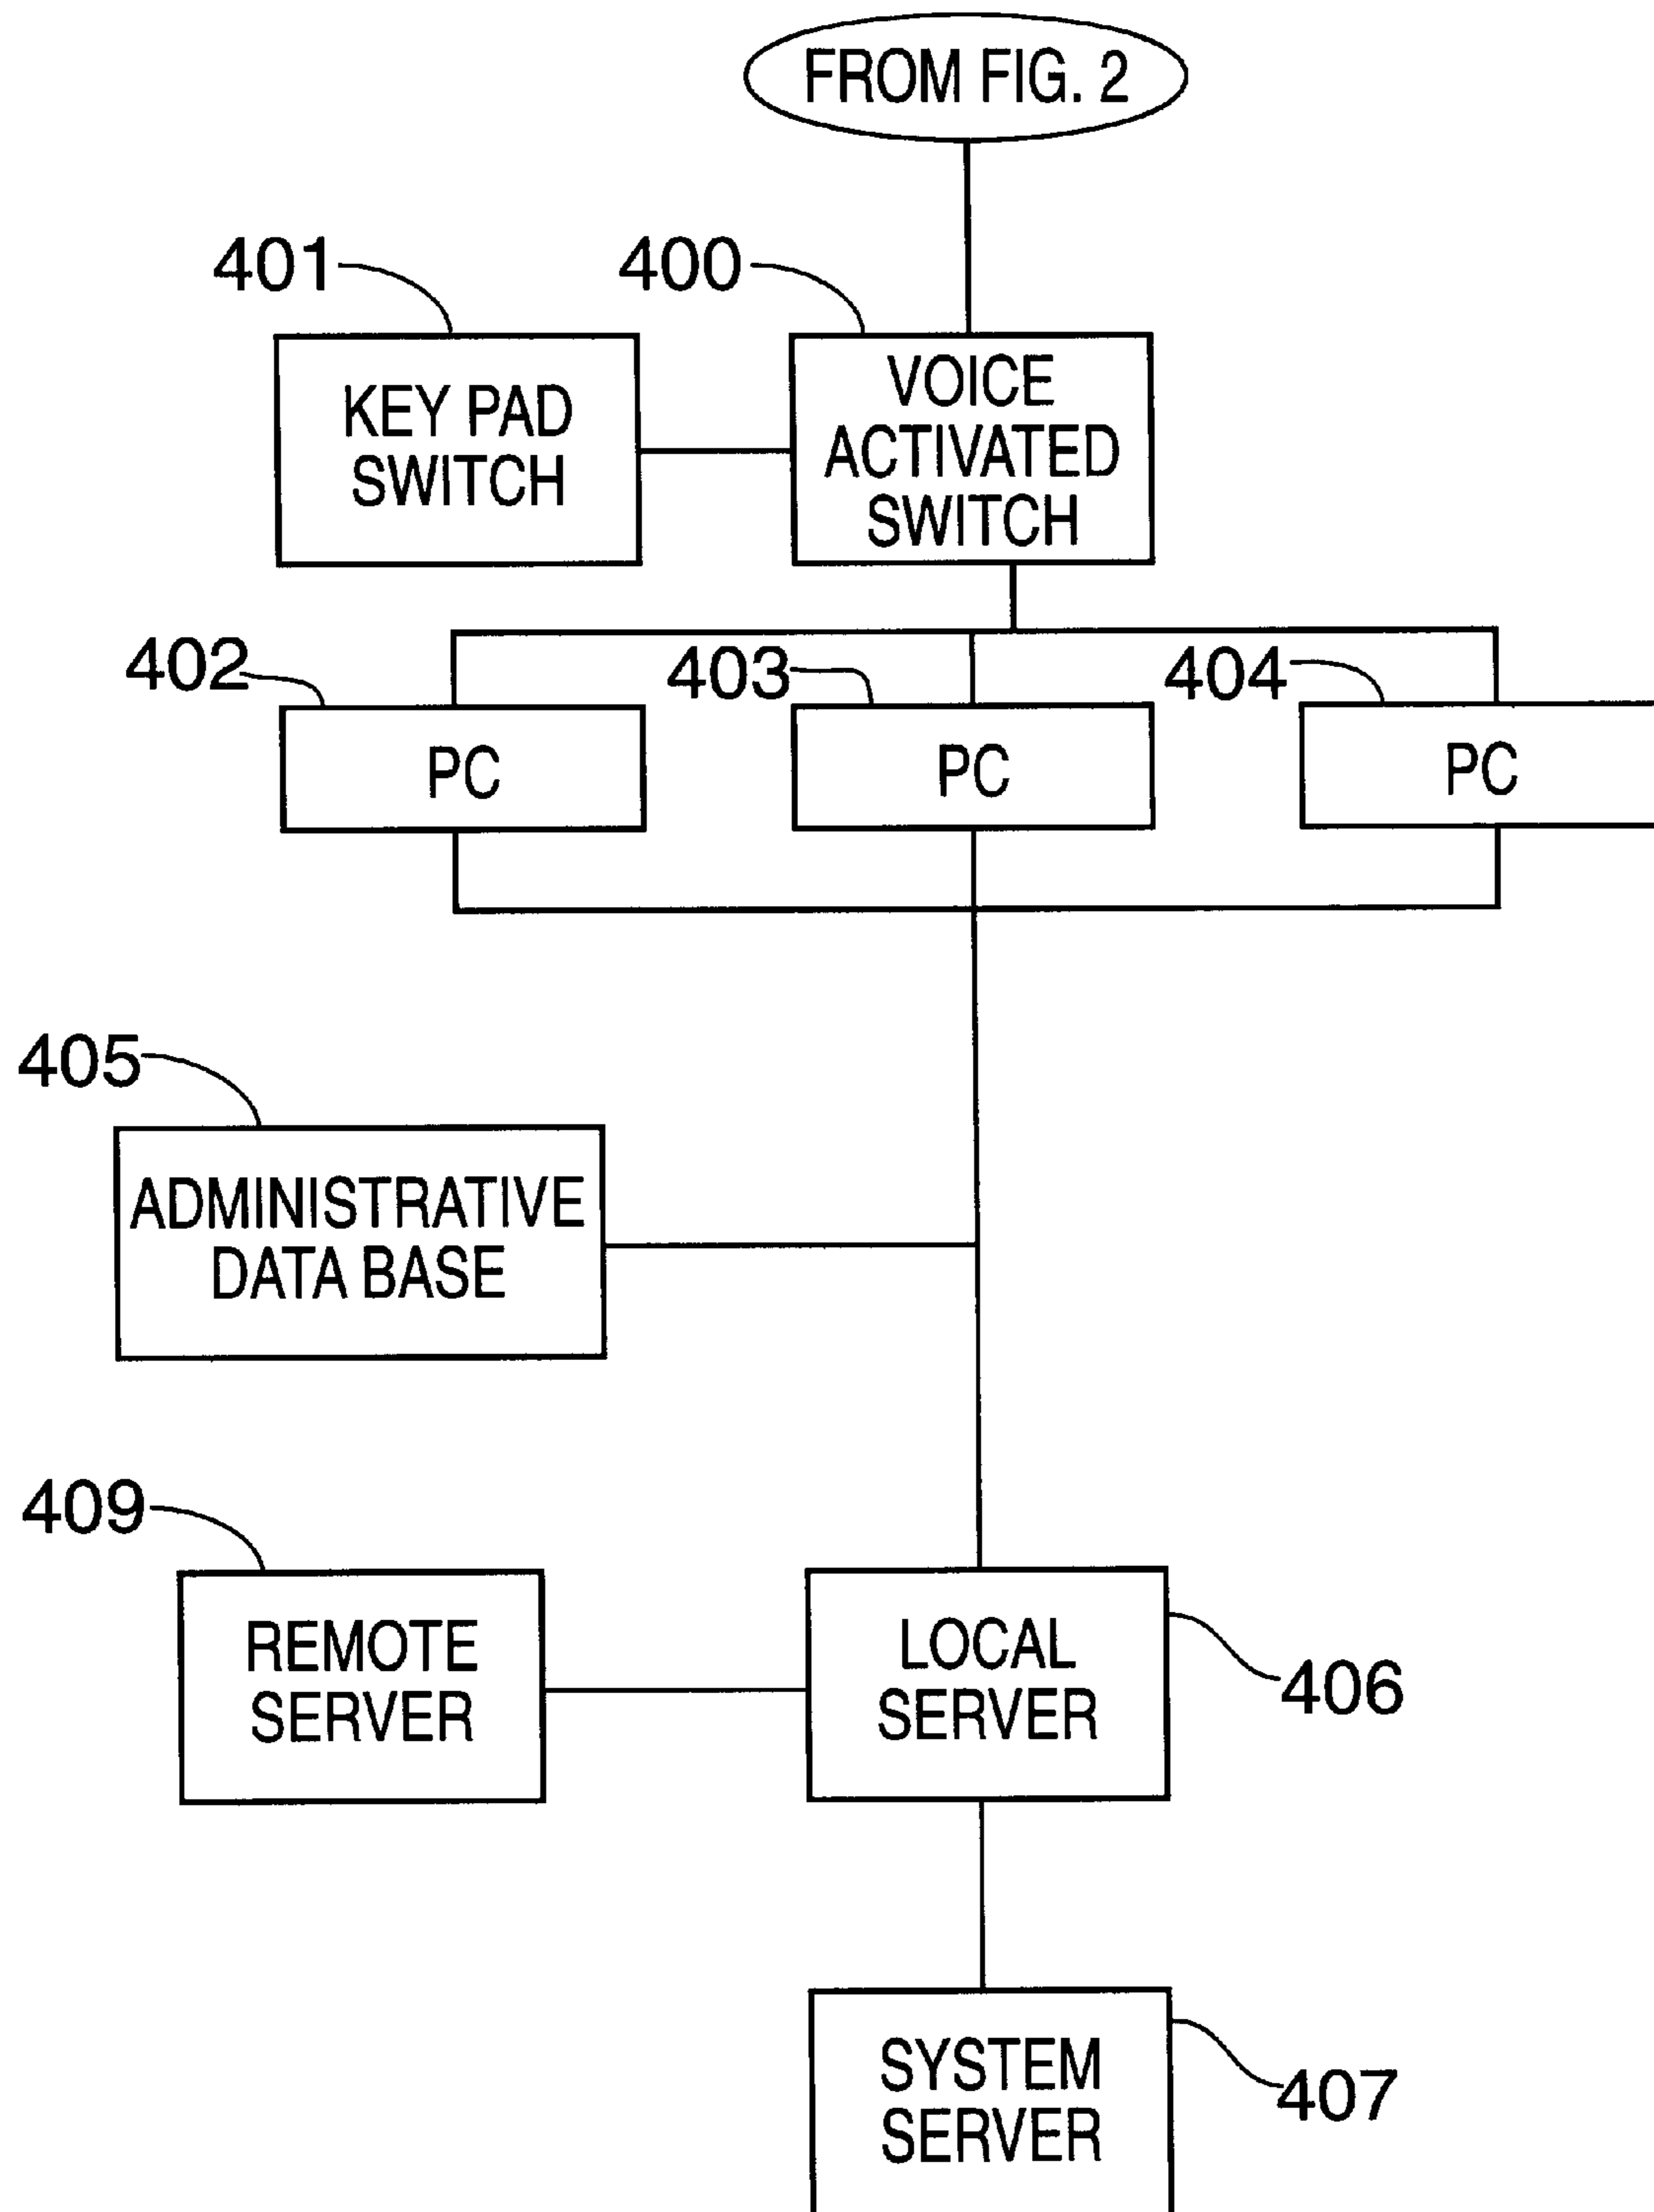 FROM FIG. 2
401
400
KEY PAD
SWITCH
VOICE
ACTIVATED
SWITCH
402
403
404
PC
PC
PC
405
ADMINISTRATIVE
DATA BASE
409
REMOTE
SERVER
LOCAL
SERVER
406
SYSTEM
SERVER
407